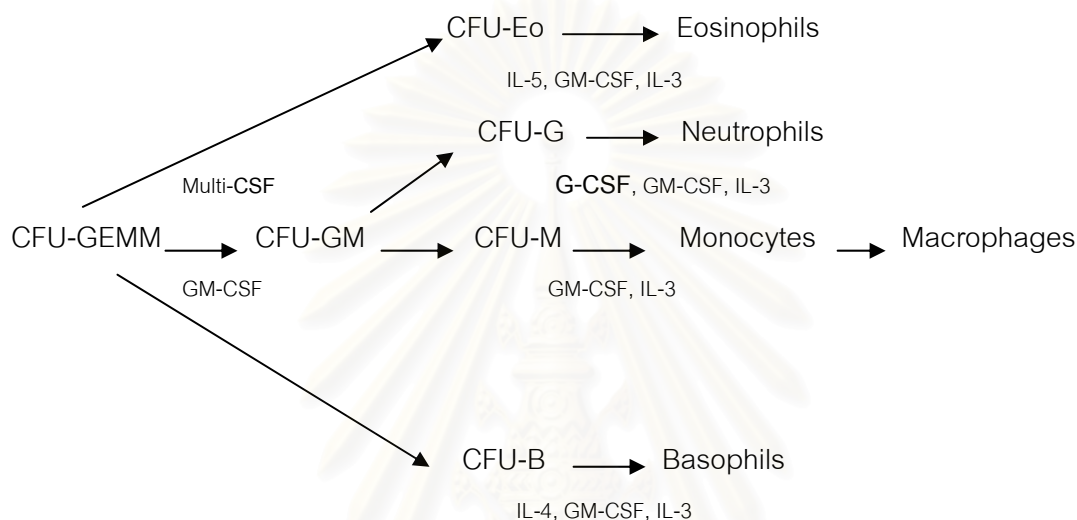 CFU-Eo Eosinophils
IL-5, GM-CSF, IL-3
CFU-G Neutrophils
Multi-CSF G-CSF, GM-CSF, IL-3
CFU-GEMM CFU-GM CFU-M Monocytes Macrophages
GM-CSF GM-CSF, IL-3
CFU-B Basophils
IL-4, GM-CSF, IL-3